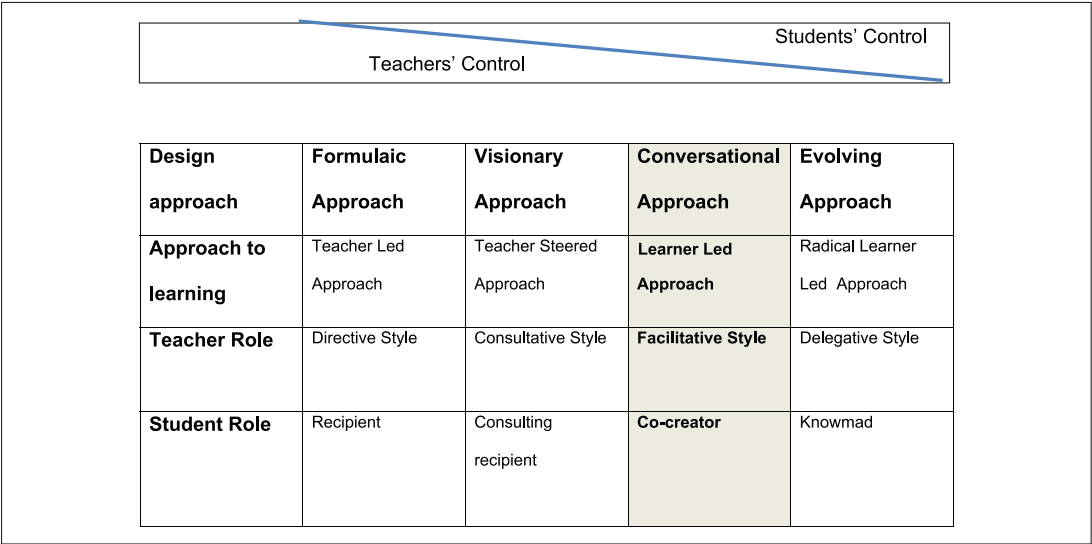 Students’ Control
Teachers’ Control
Design
approach
Formulaic
Approach
Visionary
Approach
Conversational
Approach
Evolving
Approach
Approach to
learning
Teacher Led
Approach
Teacher Steered
Approach
Learner Led
Approach
Radical Learner
Led Approach
Teacher Role
Directive Style
Consultative Style
Facilitative Style
Delegative Style
Student Role
Recipient
Consulting
recipient
Co-creator
Knowmad